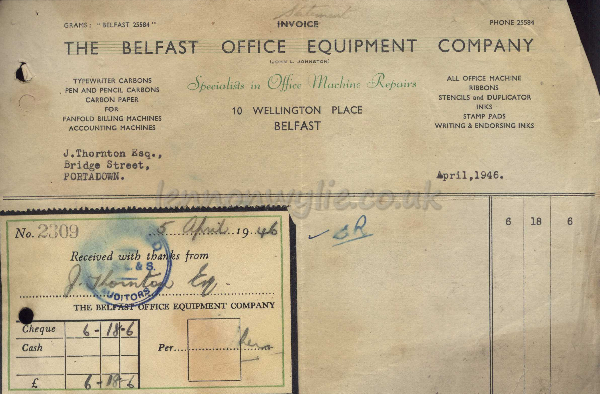 Statement
GRAMS: "BELFAST 25584"
INVOICE
PHONE 25584
THE BELFAST OFFICE EQUIPMENT COMPANY
(JOHN L. JOHNSTON)
Specialists in Office Machine Repairs
TYPEWRITER CARBONS
PEN AND PENCIL CARBONS
CARBON PAPER
FOR
FANFOLD BILLING MACHINES
ACCOUNTING MACHINES
10 WELLINGTON PLACE
BELFAST
ALL OFFICE MACHINE
RIBBONS
STENCILS and DUPLICATOR
INKS
STAMP PADS
WRITING & ENDORSING INKS
J.Thornton Esq.,
Bridge Street,
PORTADOWN.
April,1946.
lennonwylie.co.uk
6 18 6
No. 2309
5 April 1946
Received with thanks from
J. Thornton Esq.
& S.
AUDITORS
THE BELFAST OFFICE EQUIPMENT COMPANY
Cheque 6-18-6
Cash
Per
£ 6-18-6